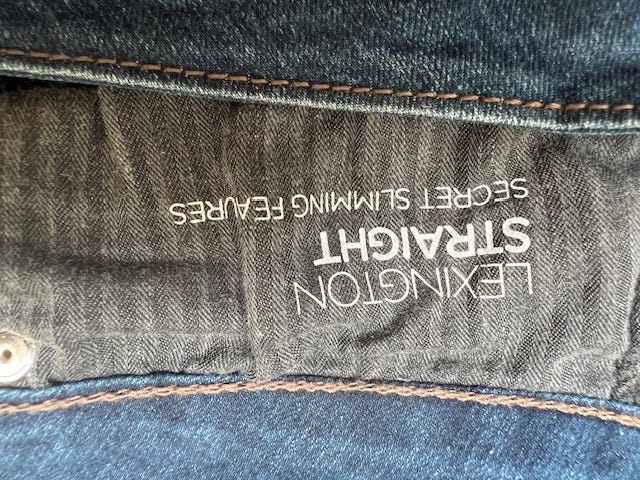 LEXINGTON
STRAIGHT
SECRET SLIMMING FEAURES